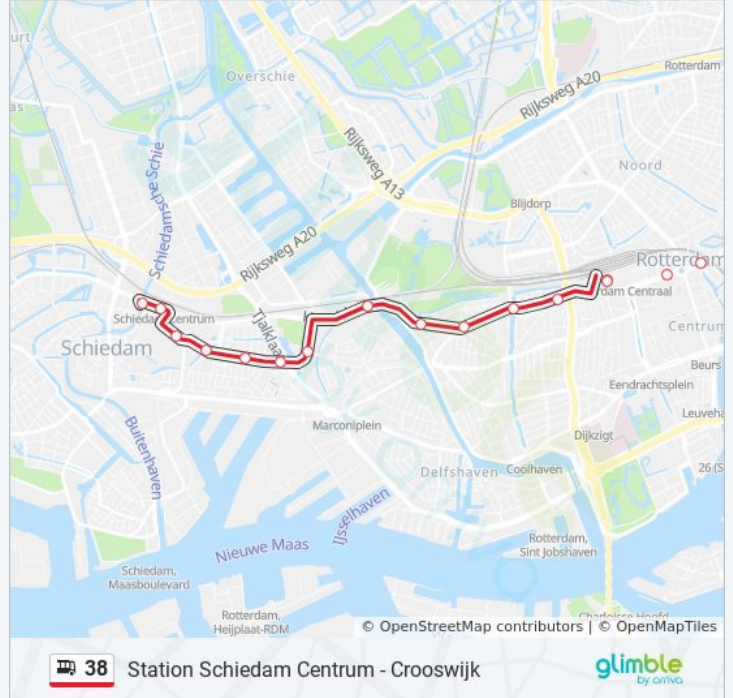 Overschie
Rijksweg A20
Rotterdam
Rijksweg A13
Noord
Schiedamsche Schie
Blijdorp
Rijksweg A20
Rotterdam
dam Centraal
Schiedam Centrum
Tjalklaa
Centrum
Schiedam
Beurs
Eendrachtsplein
Leuveha
Marconiplein
Dijkzigt
Buitenhaven
Delfshaven
Coolhaven
26 (S
IJsselhaven
Nieuwe Maas
Rotterdam,
Sint Jobshaven
Schiedam,
Maasboulevard
Rotterdam,
Heijplaat-RDM
© OpenStreetMap contributors | © OpenMapTiles
38 Station Schiedam Centrum - Crooswijk
glimble
by arriva